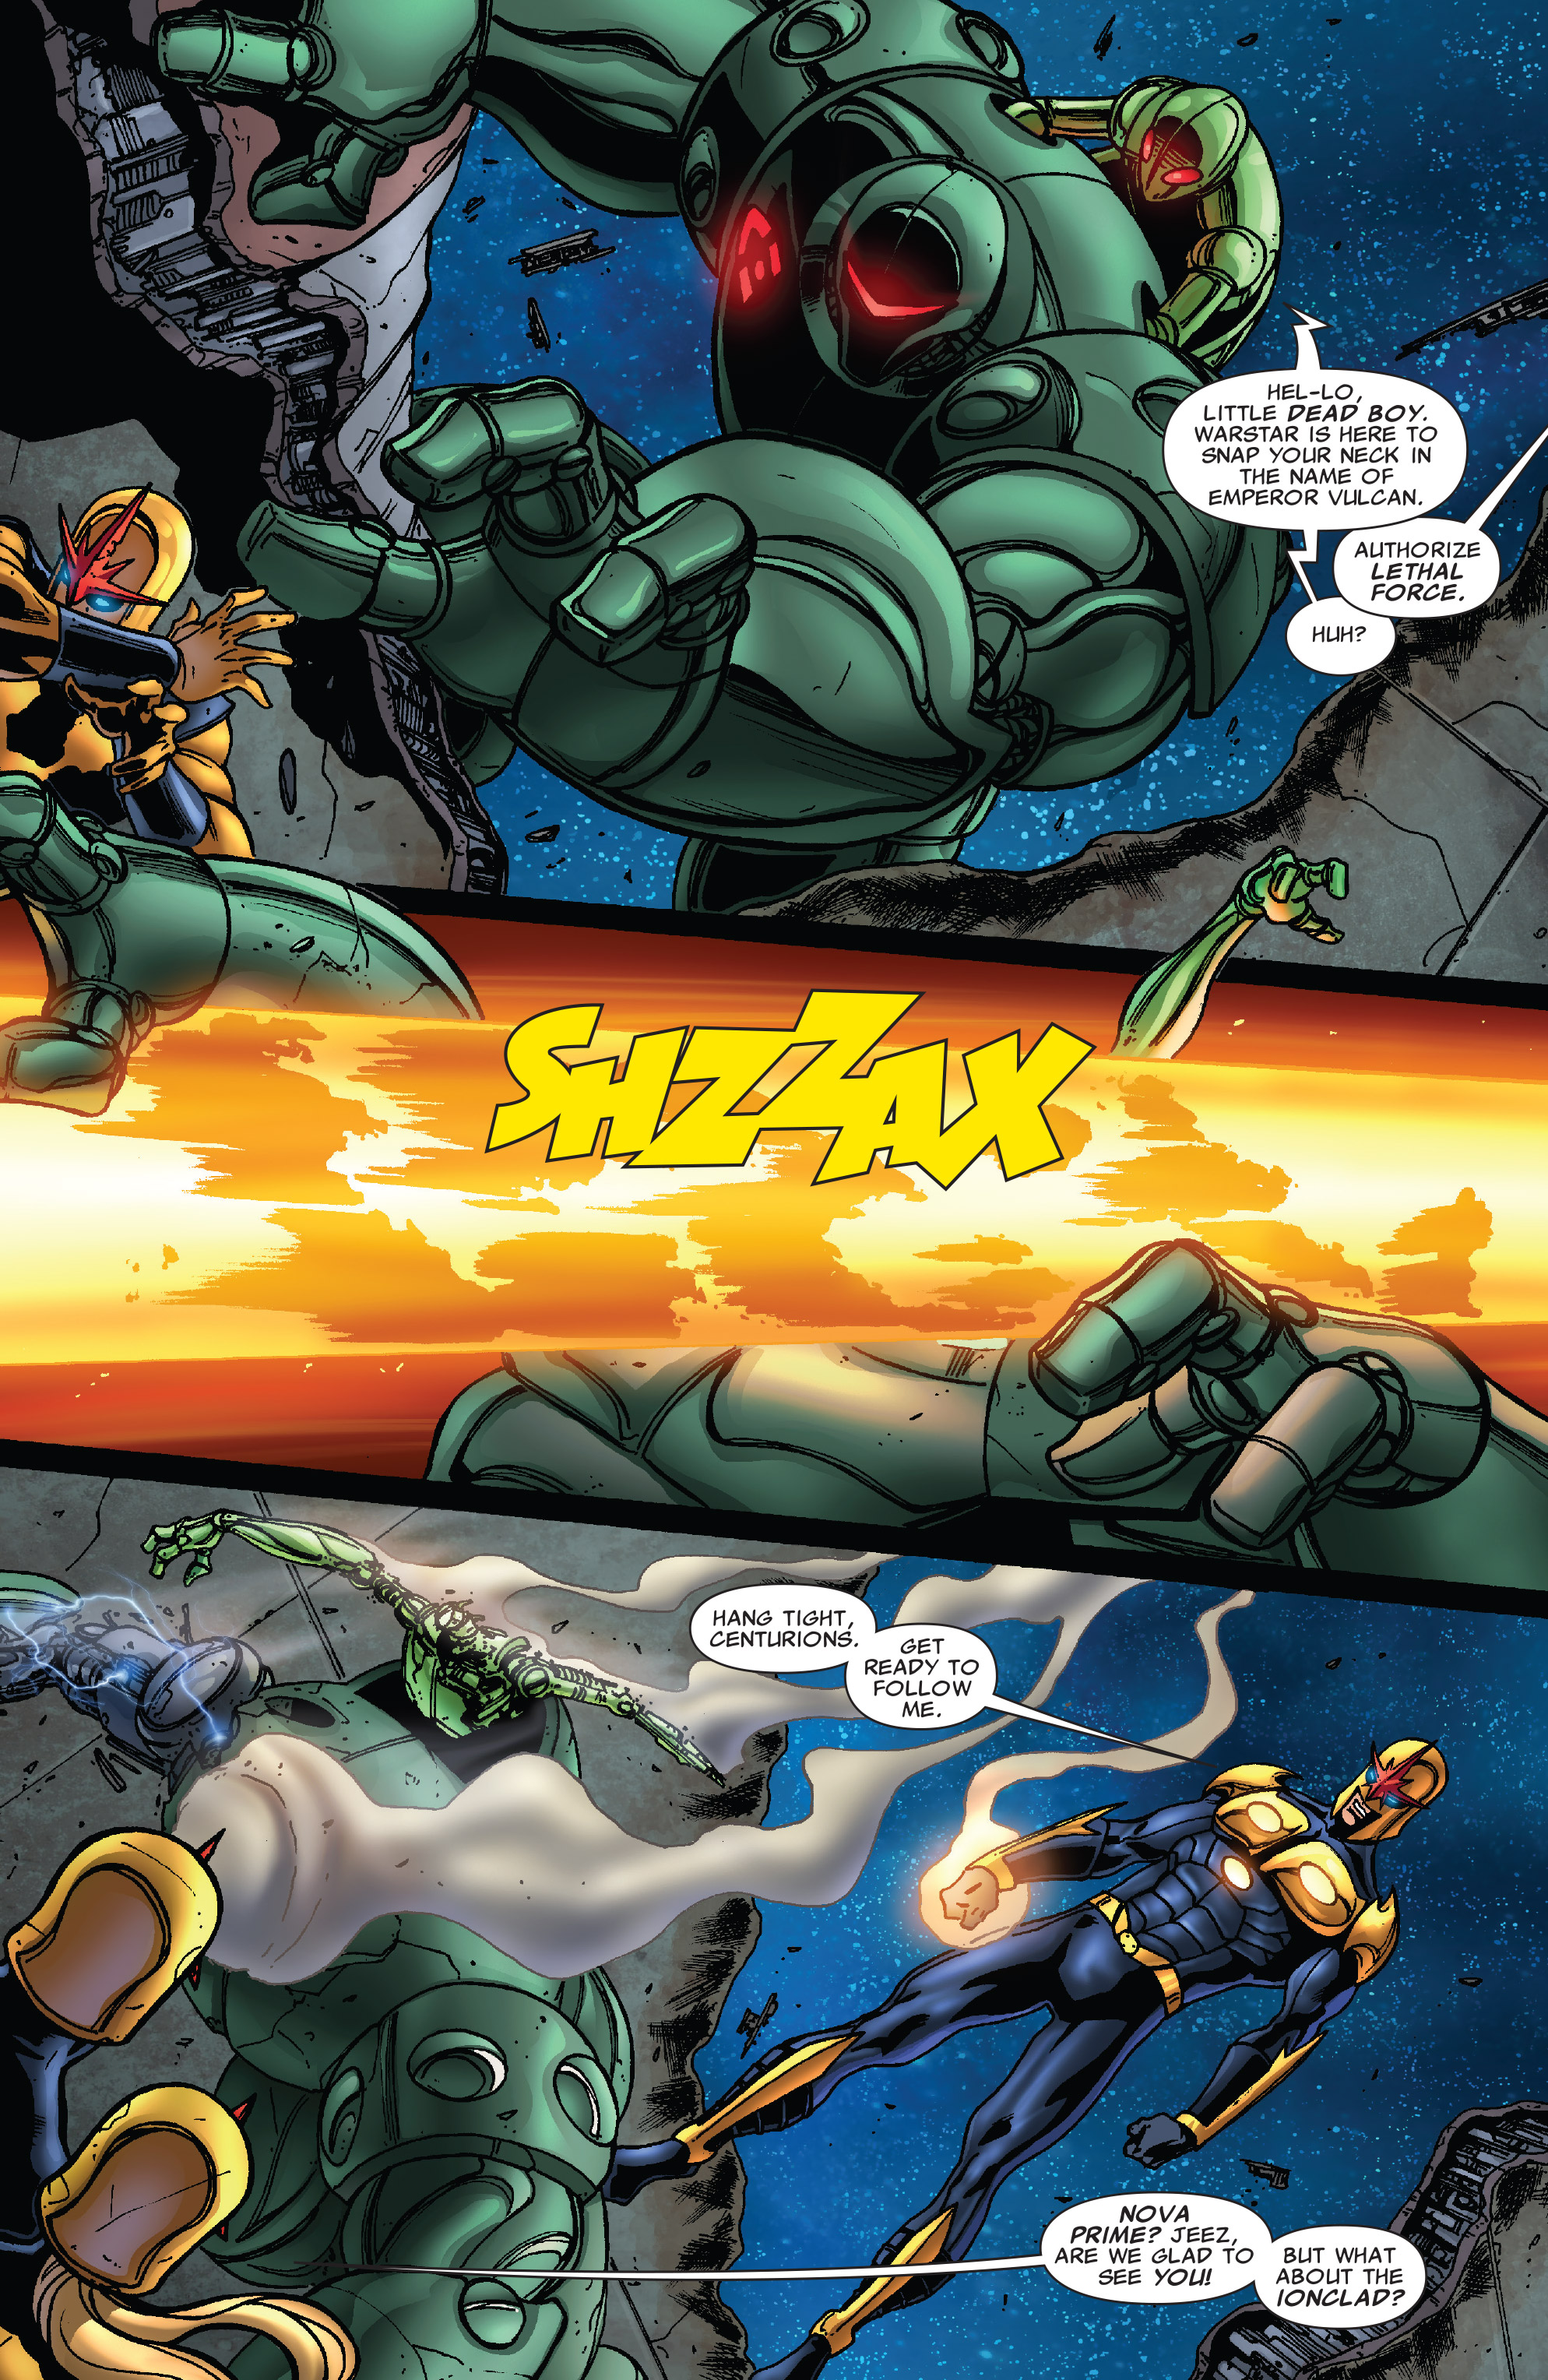 HEL-LO,
LITTLE DEAD BOY.
WARSTAR IS HERE TO
SNAP YOUR NECK IN
THE NAME OF
EMPEROR VULCAN.
AUTHORIZE
LETHAL
FORCE.
HUH?
SHZZAX
HANG TIGHT,
CENTURIONS.
GET
READY TO
FOLLOW
ME.
NOVA
PRIME? JEEZ,
ARE WE GLAD TO
SEE YOU!
BUT WHAT
ABOUT THE
IONCLAD?